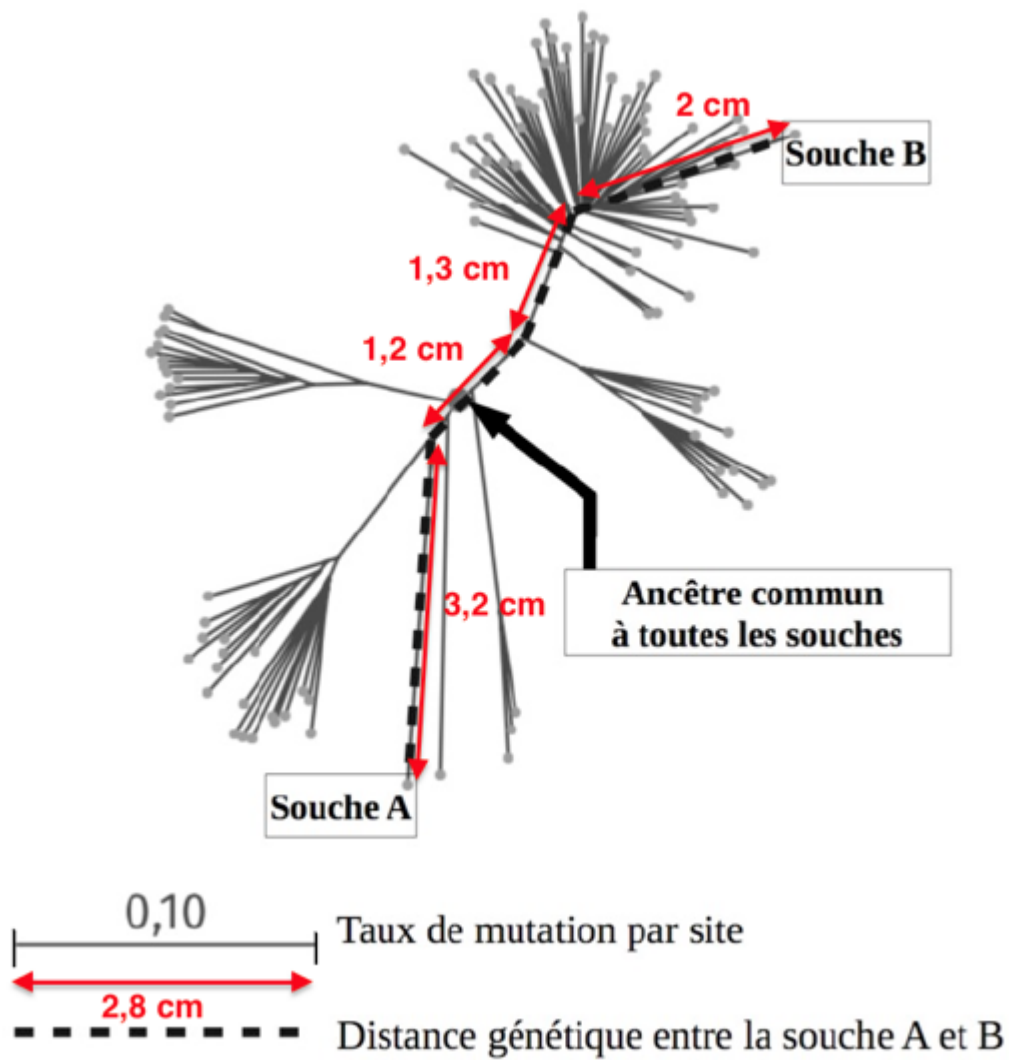 2 cm
Souche B
1,3 cm
1,2 cm
3,2 cm
Ancêtre commun
à toutes les souches
Souche A
0,10
Taux de mutation par site
2,8 cm
Distance génétique entre la souche A et B